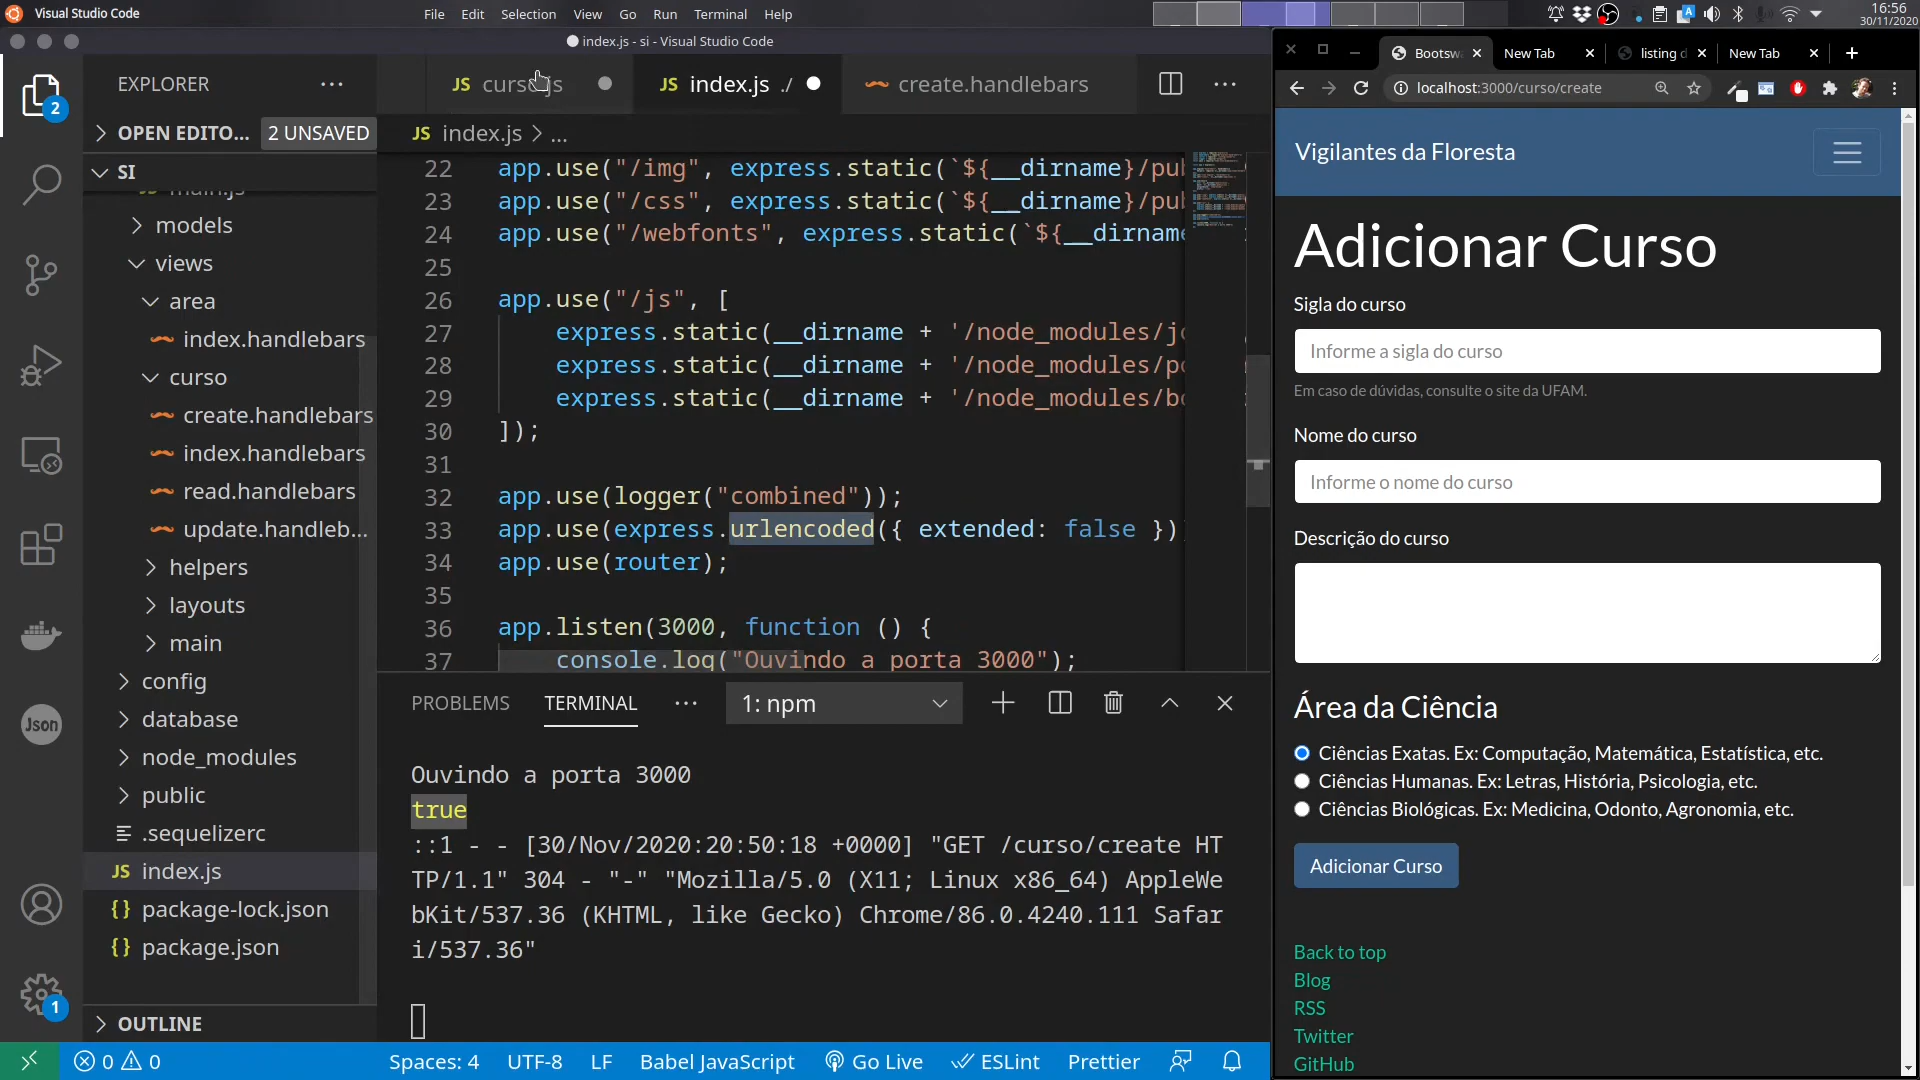 Visual Studio Code
File Edit Selection View Go Run Terminal Help
16:56
30/11/2020
index.js - si - Visual Studio Code
EXPLORER
OPEN EDITO... 2 UNSAVED
SI
models
views
area
index.handlebars
curso
create.handlebars
index.handlebars
read.handlebars
update.handleb...
helpers
layouts
main
config
database
node_modules
public
.sequelizerc
JS index.js
{} package-lock.json
{} package.json
OUTLINE
2
Json
1
JS curso.js
JS index.js ./
create.handlebars
JS index.js > ...
22 app.use("/img", express.static(`${__dirname}/pub
23 app.use("/css", express.static(`${__dirname}/pub
24 app.use("/webfonts", express.static(`${__dirname
25
26 app.use("/js", [
27 express.static(__dirname + '/node_modules/jq
28 express.static(__dirname + '/node_modules/po
29 express.static(__dirname + '/node_modules/bo
30 ]);
31
32 app.use(logger("combined"));
33 app.use(express.urlencoded({ extended: false })
34 app.use(router);
35
36 app.listen(3000, function () {
37 console.log("Ouvindo a porta 3000");
PROBLEMS TERMINAL ... 1: npm
Ouvindo a porta 3000
true
::1 - - [30/Nov/2020:20:50:18 +0000] "GET /curso/create HT
TP/1.1" 304 - "-" "Mozilla/5.0 (X11; Linux x86_64) AppleWe
bKit/537.36 (KHTML, like Gecko) Chrome/86.0.4240.111 Safar
i/537.36"
0 0 Spaces: 4 UTF-8 LF Babel JavaScript Go Live ESLint Prettier
Bootsw New Tab listing d New Tab
localhost:3000/curso/create
Vigilantes da Floresta
Adicionar Curso
Sigla do curso
Informe a sigla do curso
Em caso de dúvidas, consulte o site da UFAM.
Nome do curso
Informe o nome do curso
Descrição do curso
Área da Ciência
Ciências Exatas. Ex: Computação, Matemática, Estatística, etc.
Ciências Humanas. Ex: Letras, História, Psicologia, etc.
Ciências Biológicas. Ex: Medicina, Odonto, Agronomia, etc.
Adicionar Curso
Back to top
Blog
RSS
Twitter
GitHub